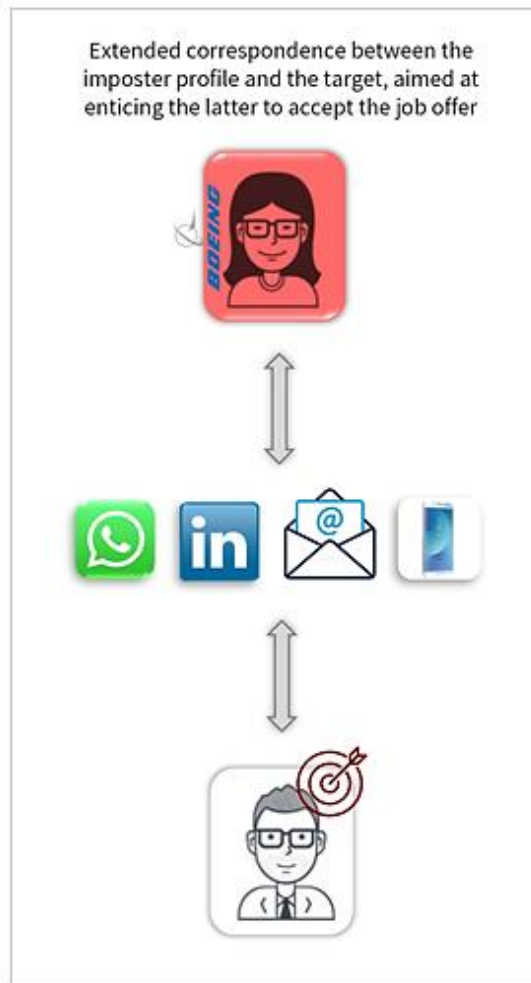 Extended correspondence between the
imposter profile and the target, aimed at
enticing the latter to accept the job offer
BOEING
in
@